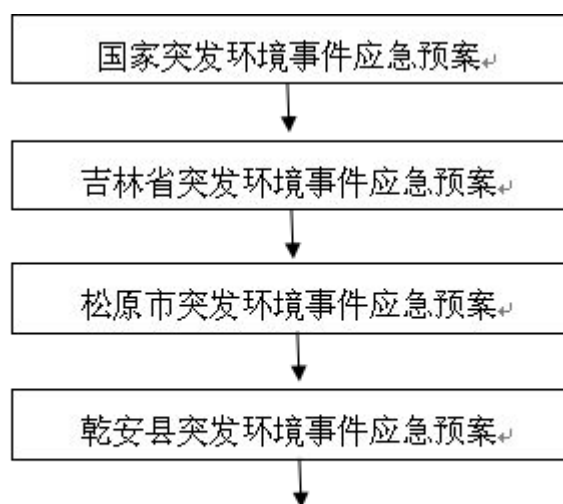 国家突发环境事件应急预案
吉林省突发环境事件应急预案
松原市突发环境事件应急预案
乾安县突发环境事件应急预案